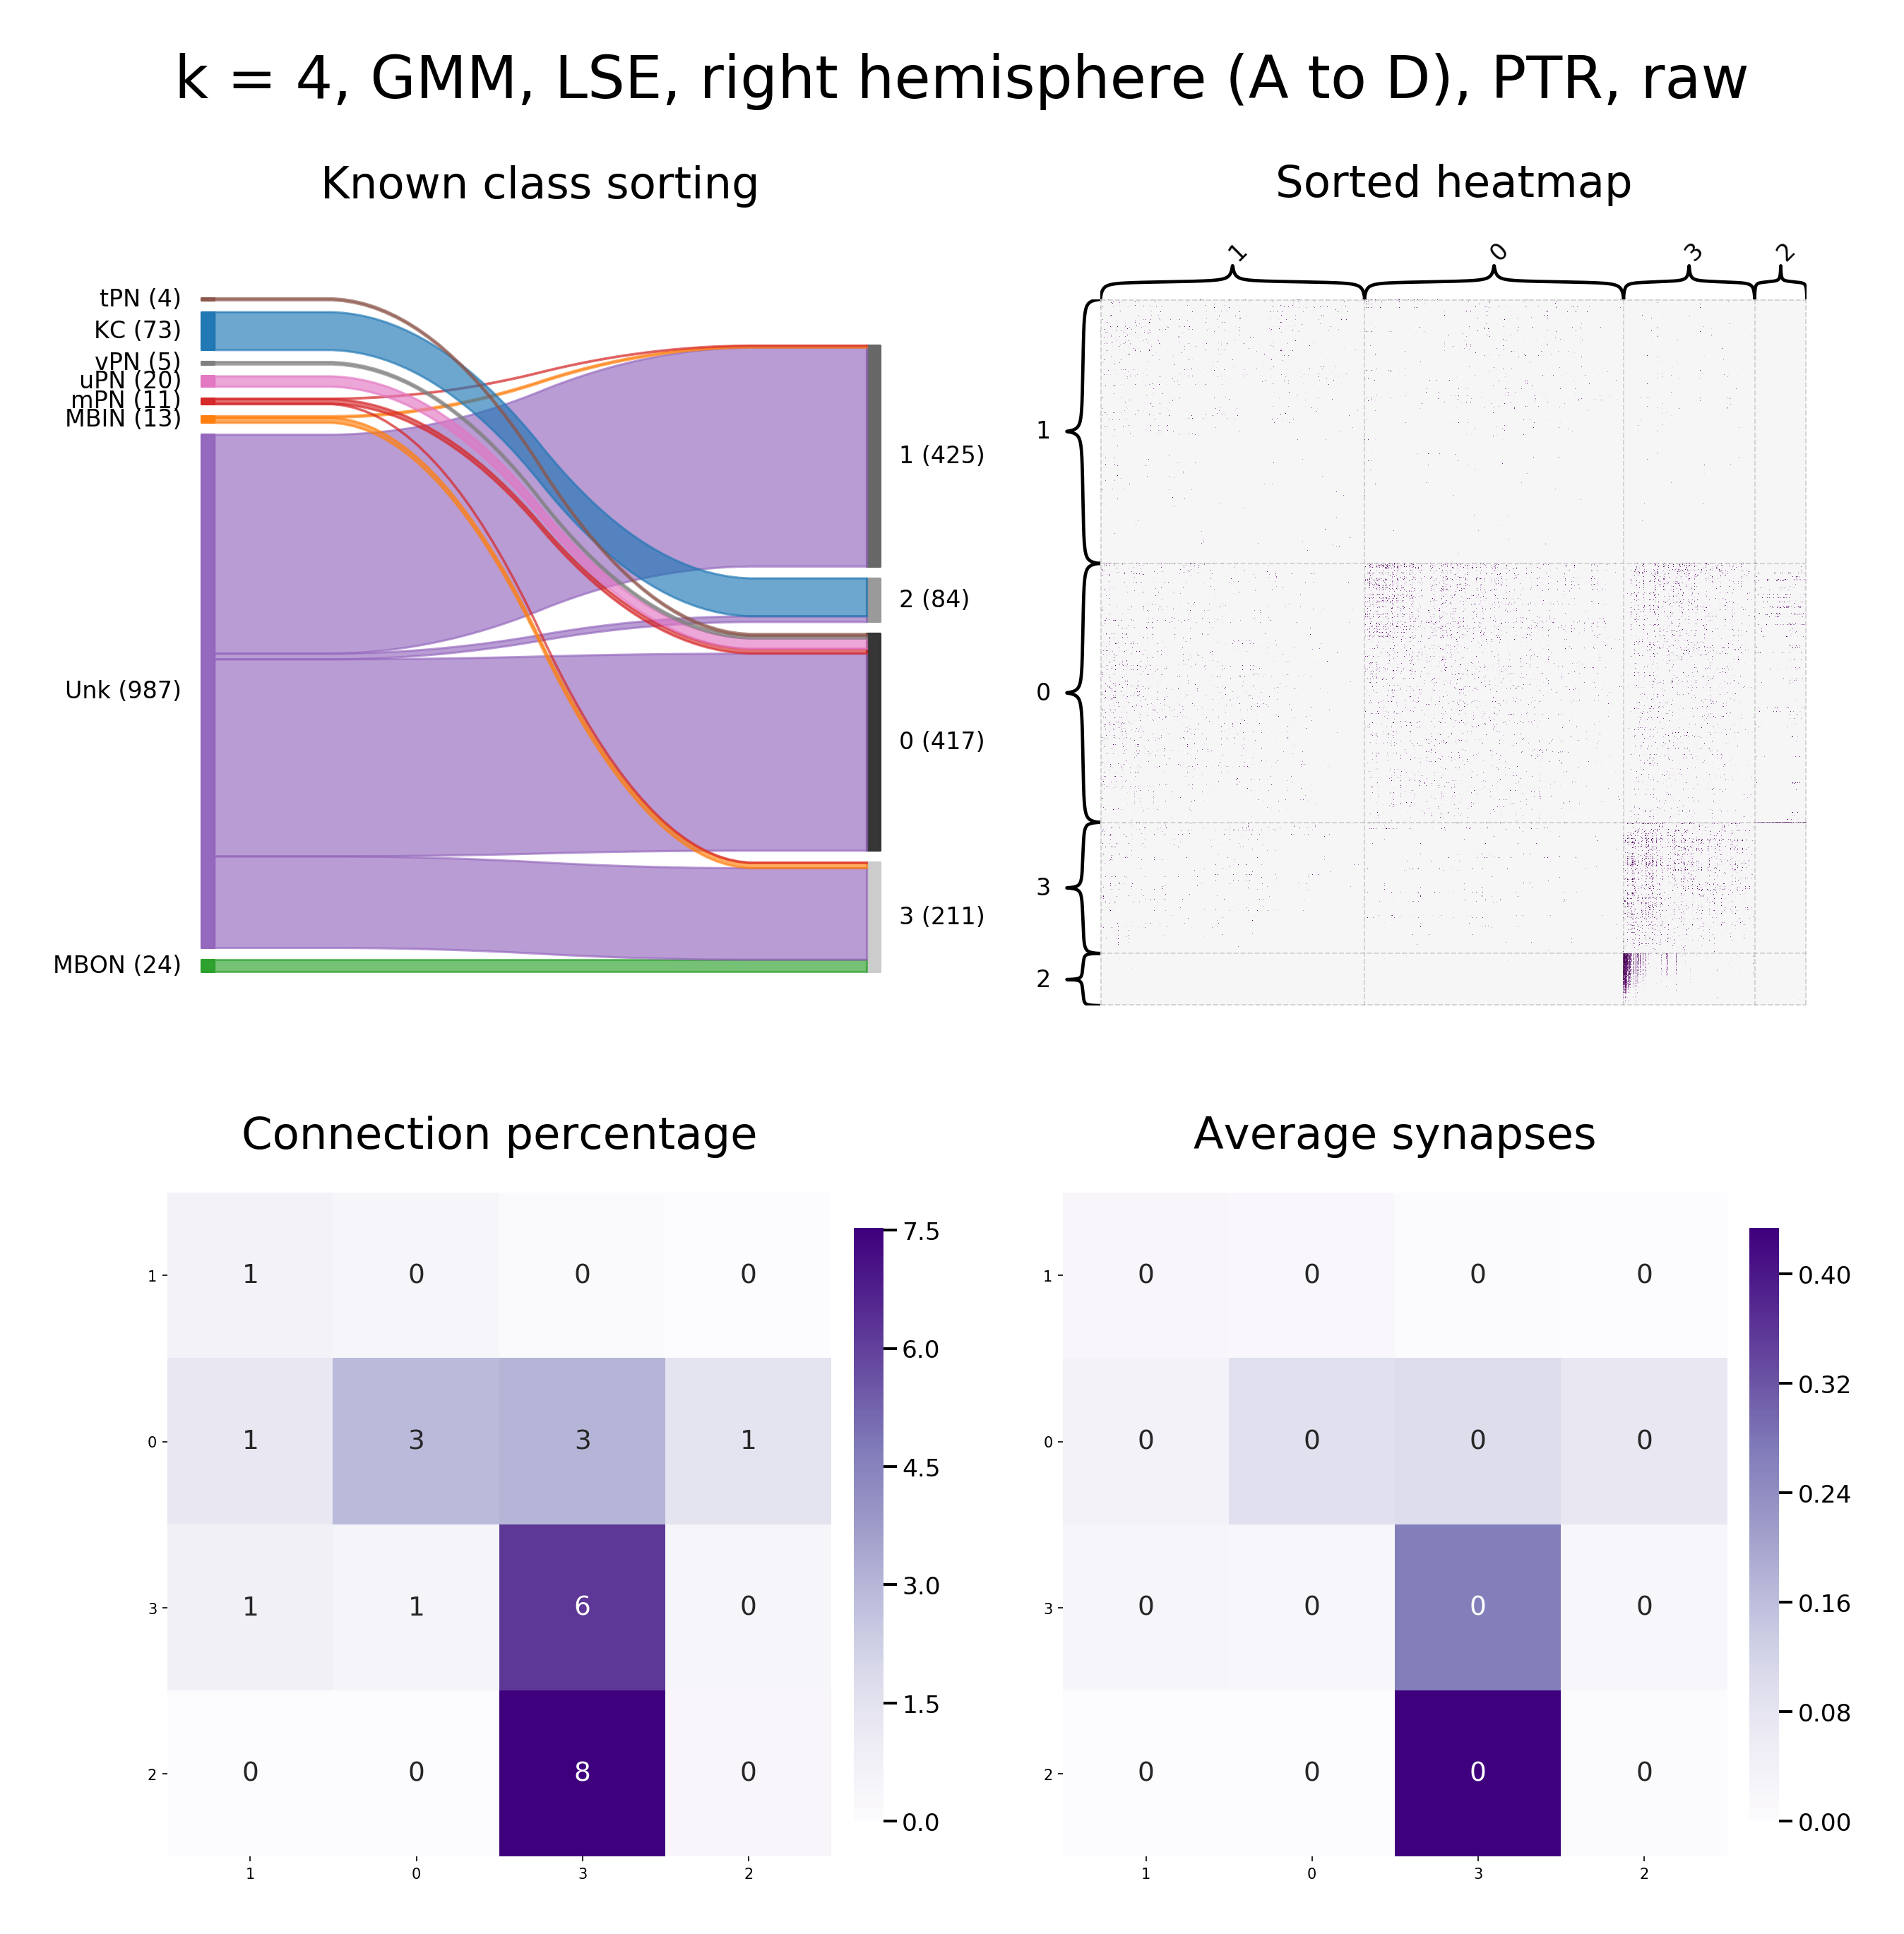 k = 4, GMM, LSE, right hemisphere (A to D), PTR, raw
Known class sorting
tPN (4)
KC (73)
vPN (5)
uPN (20)
mPN (11)
MBIN (13)
Unk (987)
MBON (24)
1 (425)
2 (84)
0 (417)
3 (211)
Sorted heatmap
1 0 3 2
1
0
3
2
Connection percentage
1 1 0 0 0
0 1 3 3 1
3 1 1 6 0
2 0 0 8 0
1 0 3 2
7.5
6.0
4.5
3.0
1.5
0.0
Average synapses
1 0 0 0 0
0 0 0 0 0
3 0 0 0 0
2 0 0 0 0
1 0 3 2
0.40
0.32
0.24
0.16
0.08
0.00